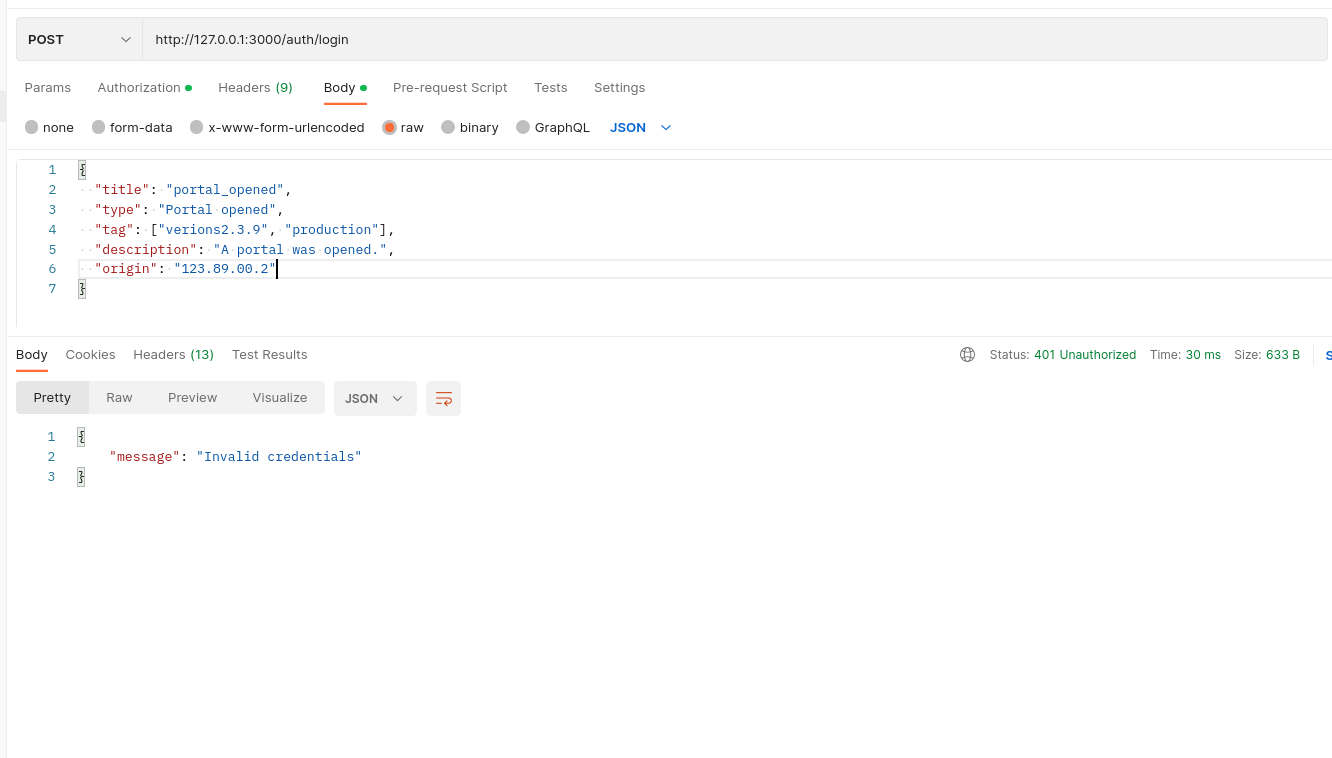 POST http://127.0.0.1:3000/auth/login
Params Authorization Headers (9) Body Pre-request Script Tests Settings
none form-data x-www-form-urlencoded raw binary GraphQL JSON
1 {
2 "title": "portal_opened",
3 "type": "Portal opened",
4 "tag": ["verions2.3.9", "production"],
5 "description": "A portal was opened.",
6 "origin": "123.89.00.2"
7 }
Body Cookies Headers (13) Test Results Status: 401 Unauthorized Time: 30 ms Size: 633 B
Pretty Raw Preview Visualize JSON
1 {
2 "message": "Invalid credentials"
3 }